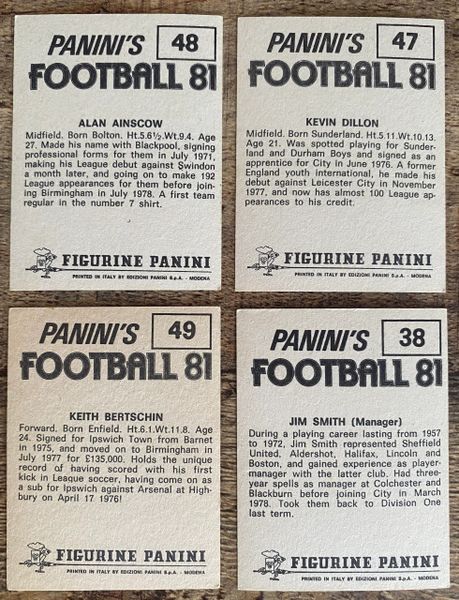 PANINI'S 48
FOOTBALL 81
ALAN AINSCOW
Midfield. Born Bolton. Ht.5.6½.Wt.9.4. Age
27. Made his name with Blackpool, signing
professional forms for them in July 1971,
making his League debut against Swindon
a month later, and going on to make 192
League appearances for them before join-
ing Birmingham in July 1978. A first team
regular in the number 7 shirt.
FIGURINE PANINI
PRINTED IN ITALY BY EDIZIONI PANINI S.p.A. - MODENA
PANINI'S 47
FOOTBALL 81
KEVIN DILLON
Midfield. Born Sunderland. Ht.5.11.Wt.10.13.
Age 21. Was spotted playing for Sunder-
land and Durham Boys and signed as an
apprentice for City in June 1976. A former
England youth international, he made his
debut against Leicester City in November
1977, and now has almost 100 League ap-
pearances to his credit.
FIGURINE PANINI
PRINTED IN ITALY BY EDIZIONI PANINI S.p.A. - MODENA
PANINI'S 49
FOOTBALL 81
KEITH BERTSCHIN
Forward. Born Enfield. Ht.6.1.Wt.11.8. Age
24. Signed for Ipswich Town from Barnet
in 1975, and moved on to Birmingham in
July 1977 for £135,000. Holds the unique
record of having scored with his first
kick in League soccer, having come on as
a sub for Ipswich against Arsenal at High-
bury on April 17 1976!
FIGURINE PANINI
PRINTED IN ITALY BY EDIZIONI PANINI S.p.A. - MODENA
PANINI'S 38
FOOTBALL 81
JIM SMITH (Manager)
During a playing career lasting from 1957
to 1972, Jim Smith represented Sheffield
United, Aldershot, Halifax, Lincoln and
Boston, and gained experience as player-
manager with the latter club. Had three-
year spells as manager at Colchester and
Blackburn before joining City in March
1978. Took them back to Division One
last term.
FIGURINE PANINI
PRINTED IN ITALY BY EDIZIONI PANINI S.p.A. - MODENA